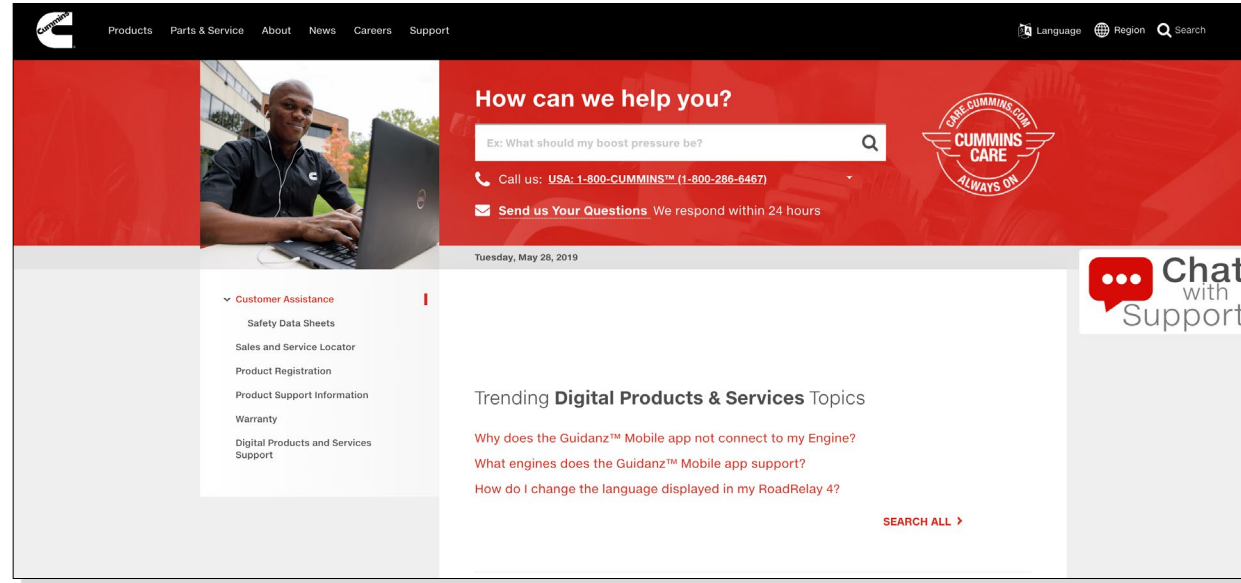 cummins
Products Parts & Service About News Careers Support
Language Region Search
How can we help you?
Ex: What should my boost pressure be?
Call us: USA: 1-800-CUMMINS™ (1-800-286-6467)
Send us Your Questions We respond within 24 hours
CARE.CUMMINS.COM
CUMMINS
CARE
ALWAYS ON
Tuesday, May 28, 2019
Chat
with
Support
Customer Assistance
Safety Data Sheets
Sales and Service Locator
Product Registration
Product Support Information
Warranty
Digital Products and Services
Support
Trending Digital Products & Services Topics
Why does the Guidanz™ Mobile app not connect to my Engine?
What engines does the Guidanz™ Mobile app support?
How do I change the language displayed in my RoadRelay 4?
SEARCH ALL